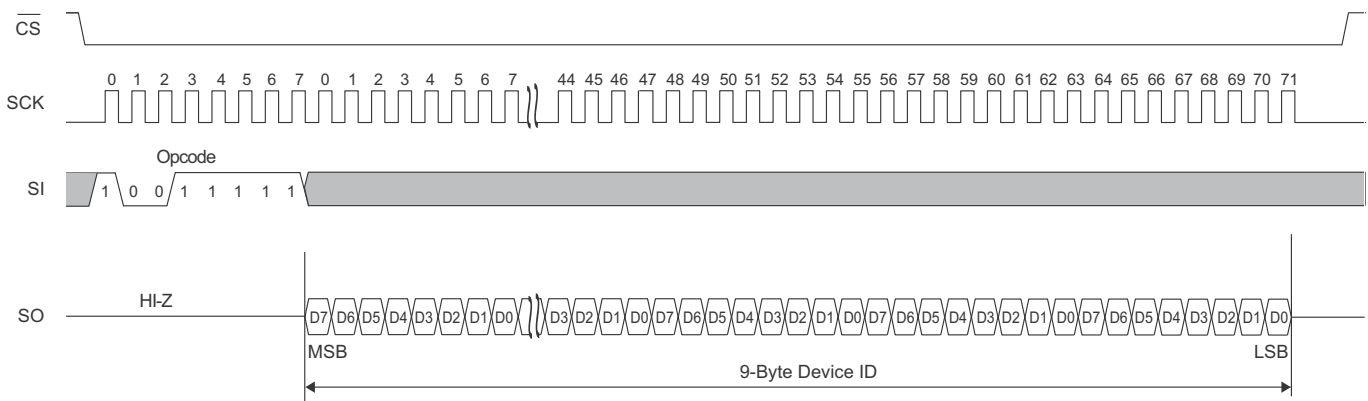 CS
0 1 2 3 4 5 6 7 0 1 2 3 4 5 6 7 44 45 46 47 48 49 50 51 52 53 54 55 56 57 58 59 60 61 62 63 64 65 66 67 68 69 70 71
SCK
Opcode
SI 1 0 0 1 1 1 1 1
HI-Z
SO D7 D6 D5 D4 D3 D2 D1 D0 D3 D2 D1 D0 D7 D6 D5 D4 D3 D2 D1 D0 D7 D6 D5 D4 D3 D2 D1 D0 D7 D6 D5 D4 D3 D2 D1 D0
MSB LSB
9-Byte Device ID